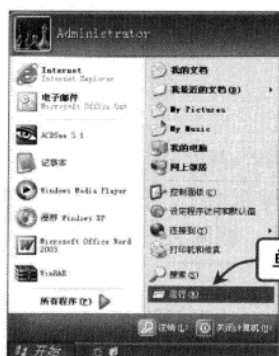 Administrator
Internet
Internet Explorer
电子邮件
Microsoft Office Out
ACDSee 5.1
记事本
Windows Media Player
漫游 Windows XP
Microsoft Office Word
2003
WinRAR
所有程序(P)
我的文档
我最近的文档(D)
My Pictures
My Music
我的电脑
网上邻居
控制面板(C)
设定程序访问和默认值
连接到(T)
打印机和传真
搜索(S)
运行(R)
注销(L)
关闭计算机(U)
开始